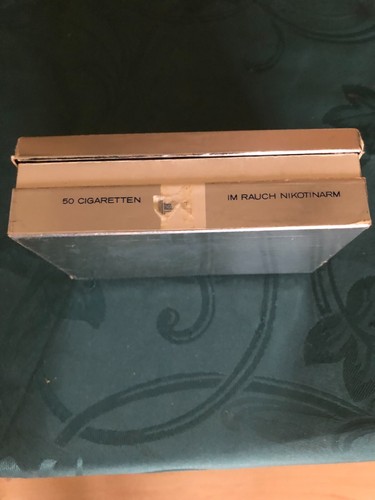 50 CIGARETTEN
IM RAUCH NIKOTINARM